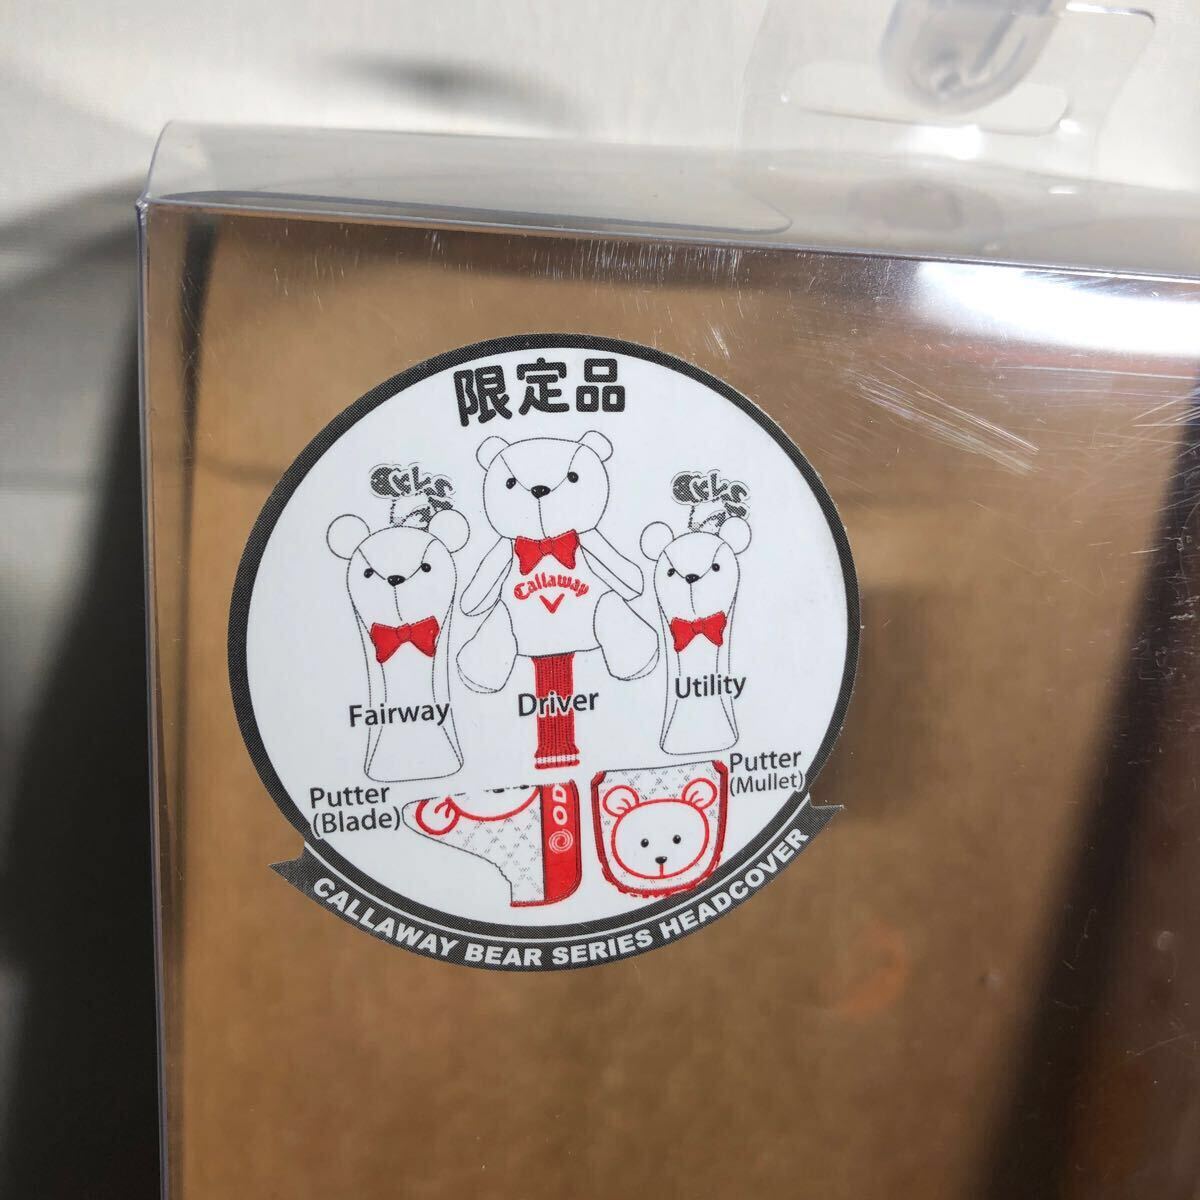 限定品
Callaway
Fairway
Driver
Utility
Putter
(Blade)
Putter
(Mullet)
CALLAWAY BEAR SERIES HEADCOVER